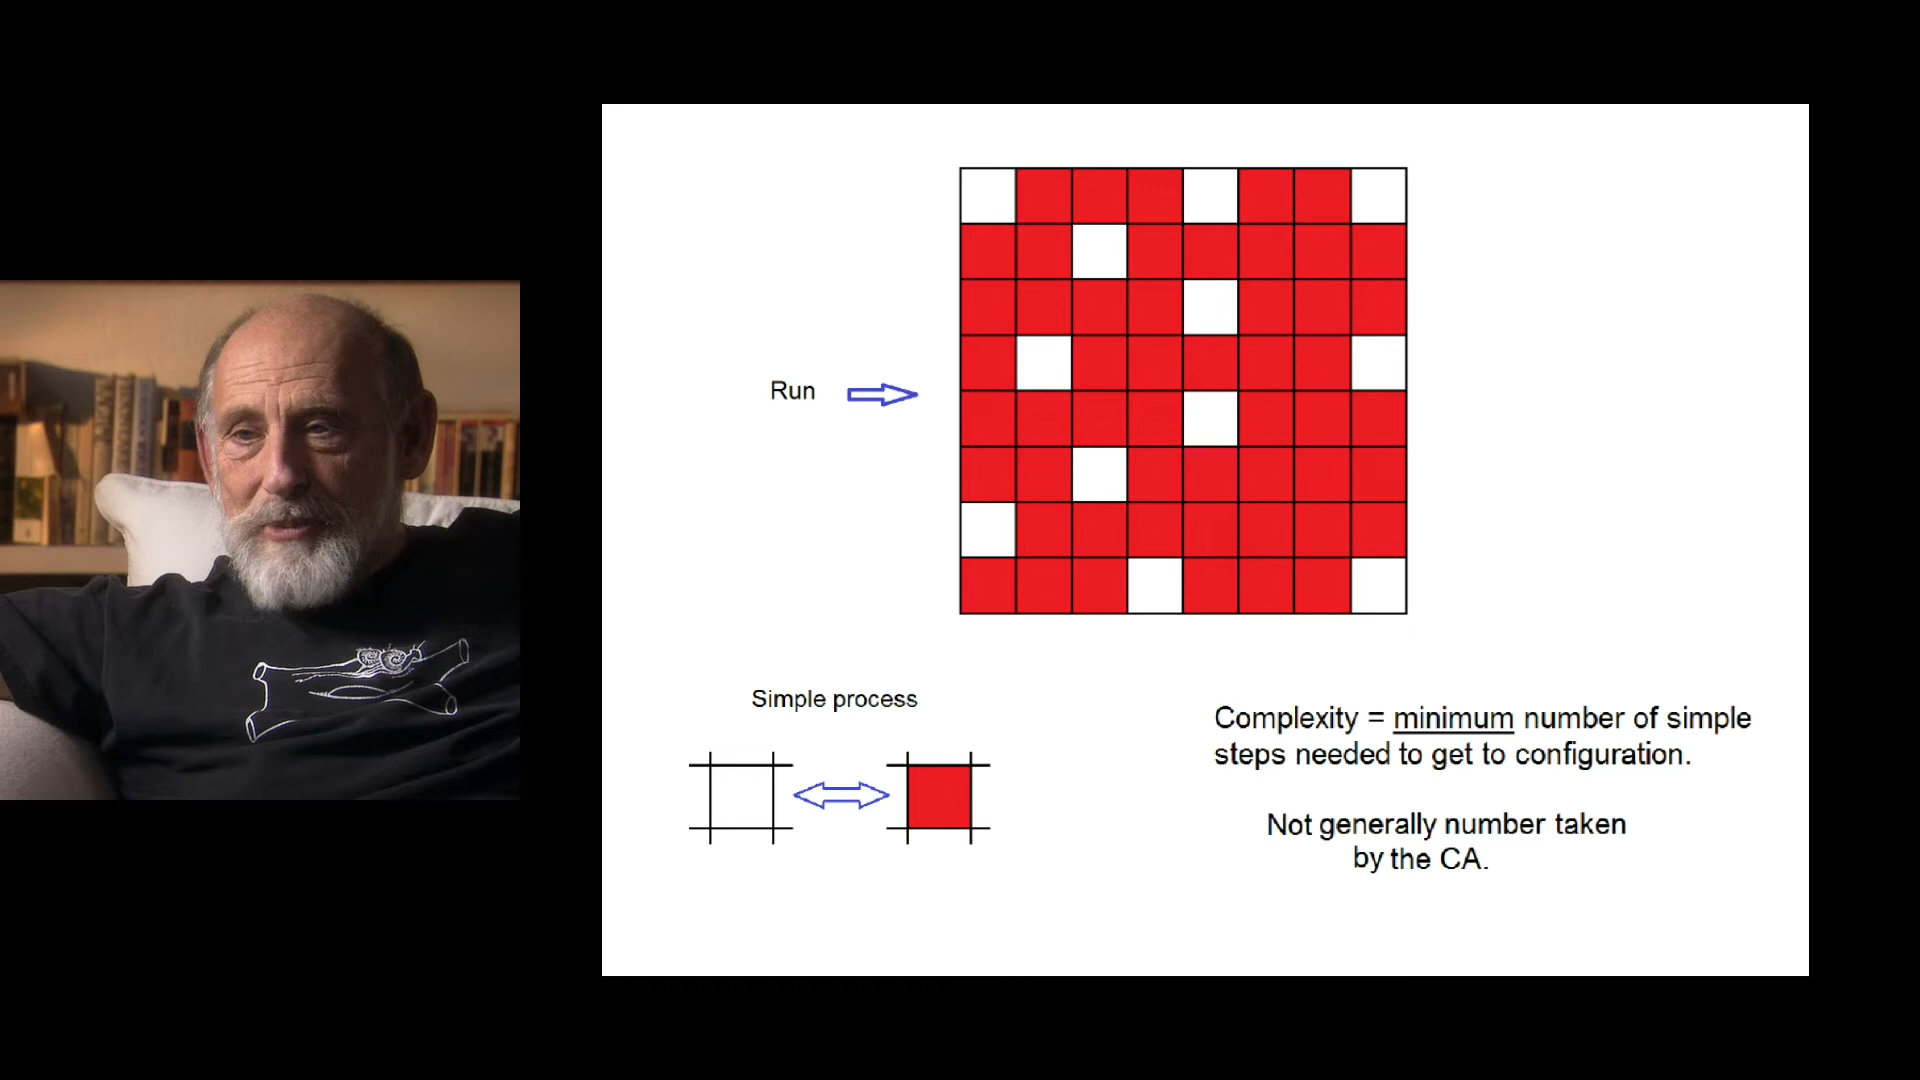 Run
Simple process
Complexity = minimum number of simple
steps needed to get to configuration.
Not generally number taken
by the CA.